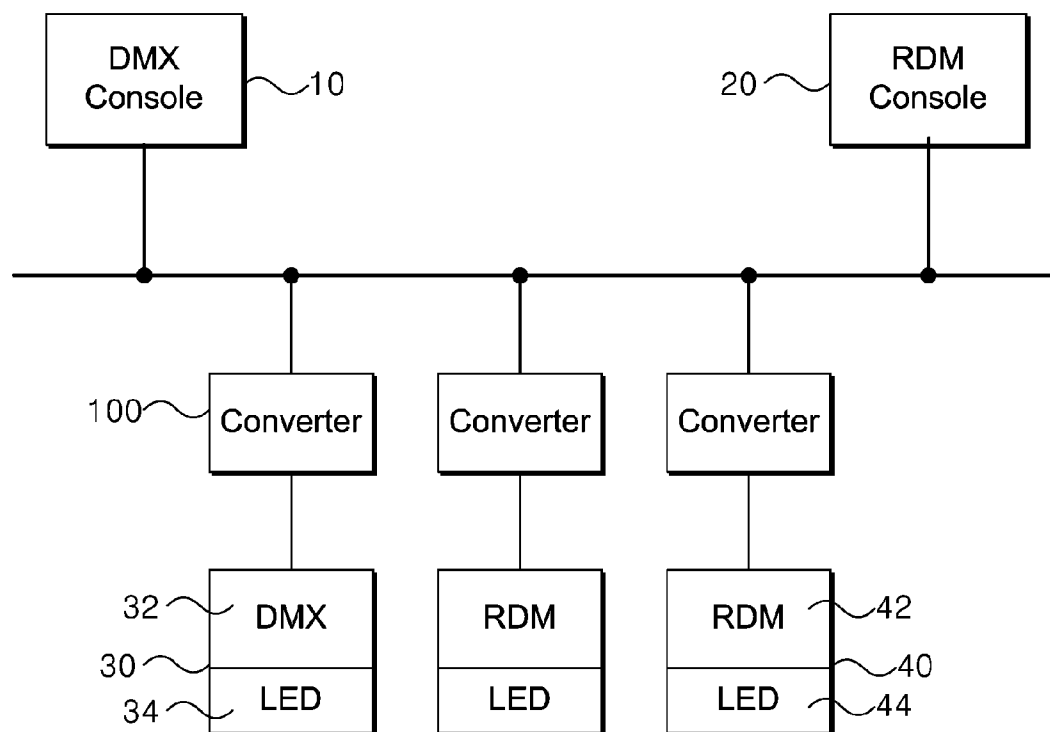 DMX
Console
10
20
RDM
Console
100
Converter
Converter
Converter
32
DMX
RDM
RDM
42
30
40
34
LED
LED
LED
44